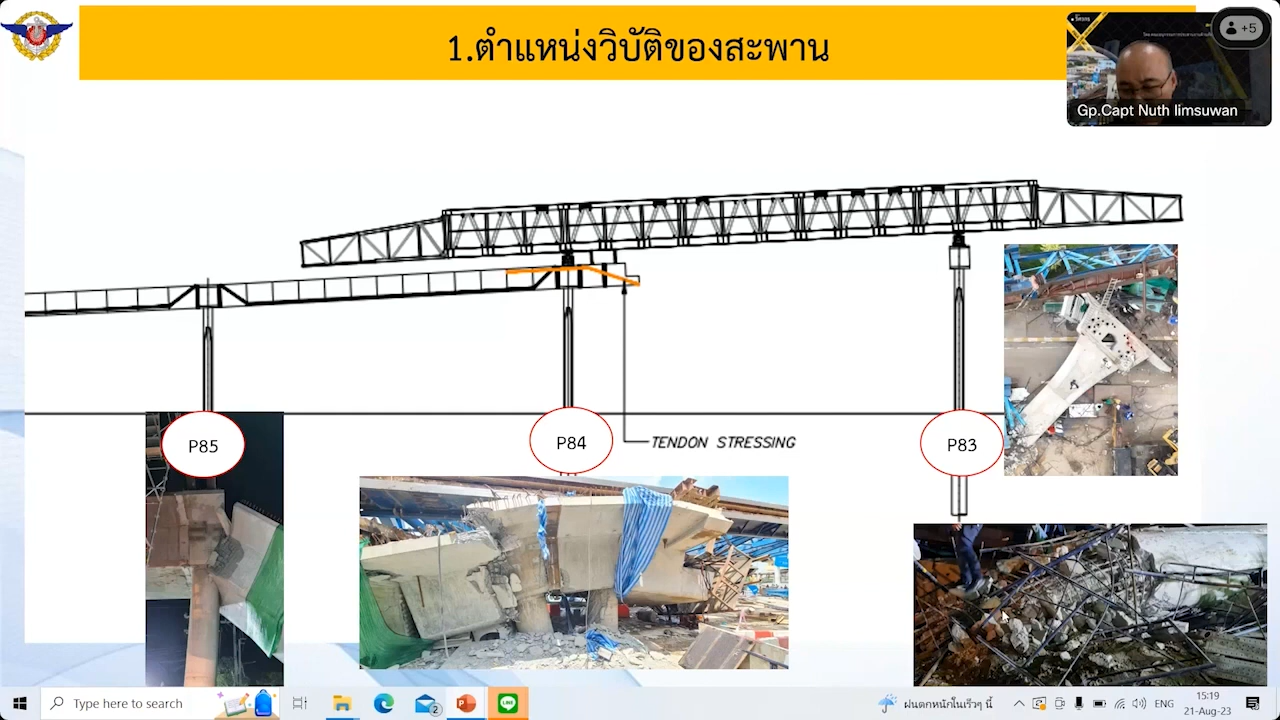 1.ตำแหน่งวิบัติของสะพาน
+5
Gp.Capt Nuth limsuwan
P85
P84
P83
TENDON STRESSING
Type here to search
2
ฝนตกหนักในเร็วๆ นี้
ENG
15:19
21-Aug-23